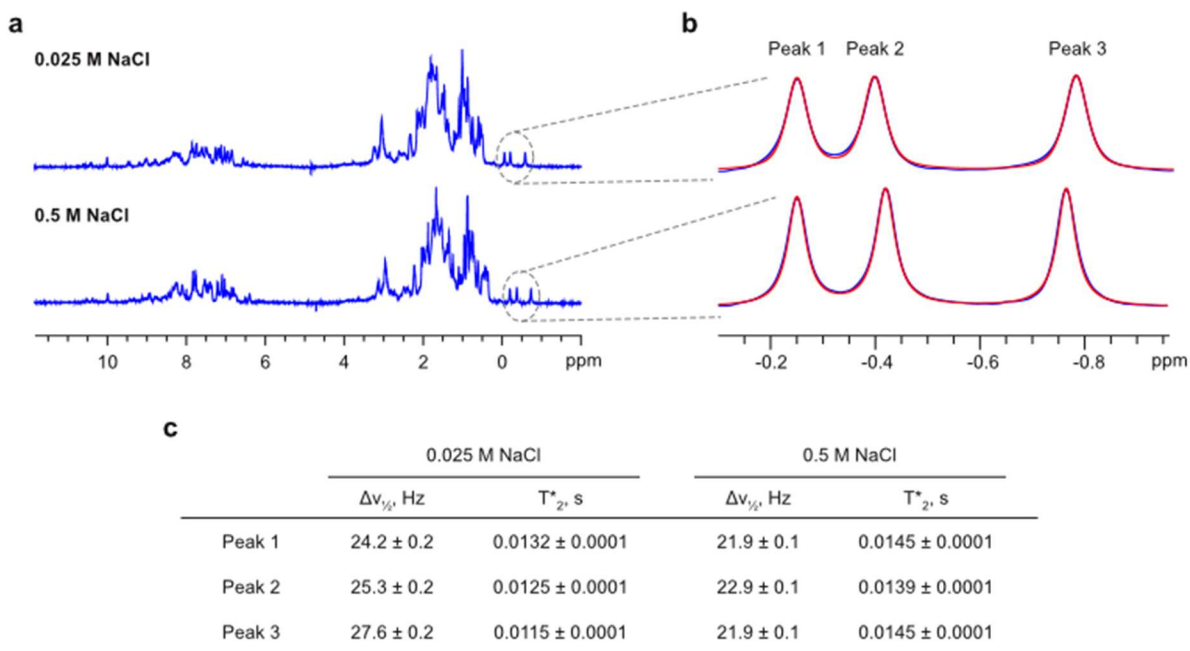 a
b
0.025 M NaCl
Peak 1 Peak 2 Peak 3
0.5 M NaCl
10 8 6 4 2 0 ppm
-0.2 -0.4 -0.6 -0.8 ppm
c
0.025 M NaCl 0.5 M NaCl
Δv½, Hz T*2, s Δv½, Hz T*2, s
Peak 1 24.2 ± 0.2 0.0132 ± 0.0001 21.9 ± 0.1 0.0145 ± 0.0001
Peak 2 25.3 ± 0.2 0.0125 ± 0.0001 22.9 ± 0.1 0.0139 ± 0.0001
Peak 3 27.6 ± 0.2 0.0115 ± 0.0001 21.9 ± 0.1 0.0145 ± 0.0001